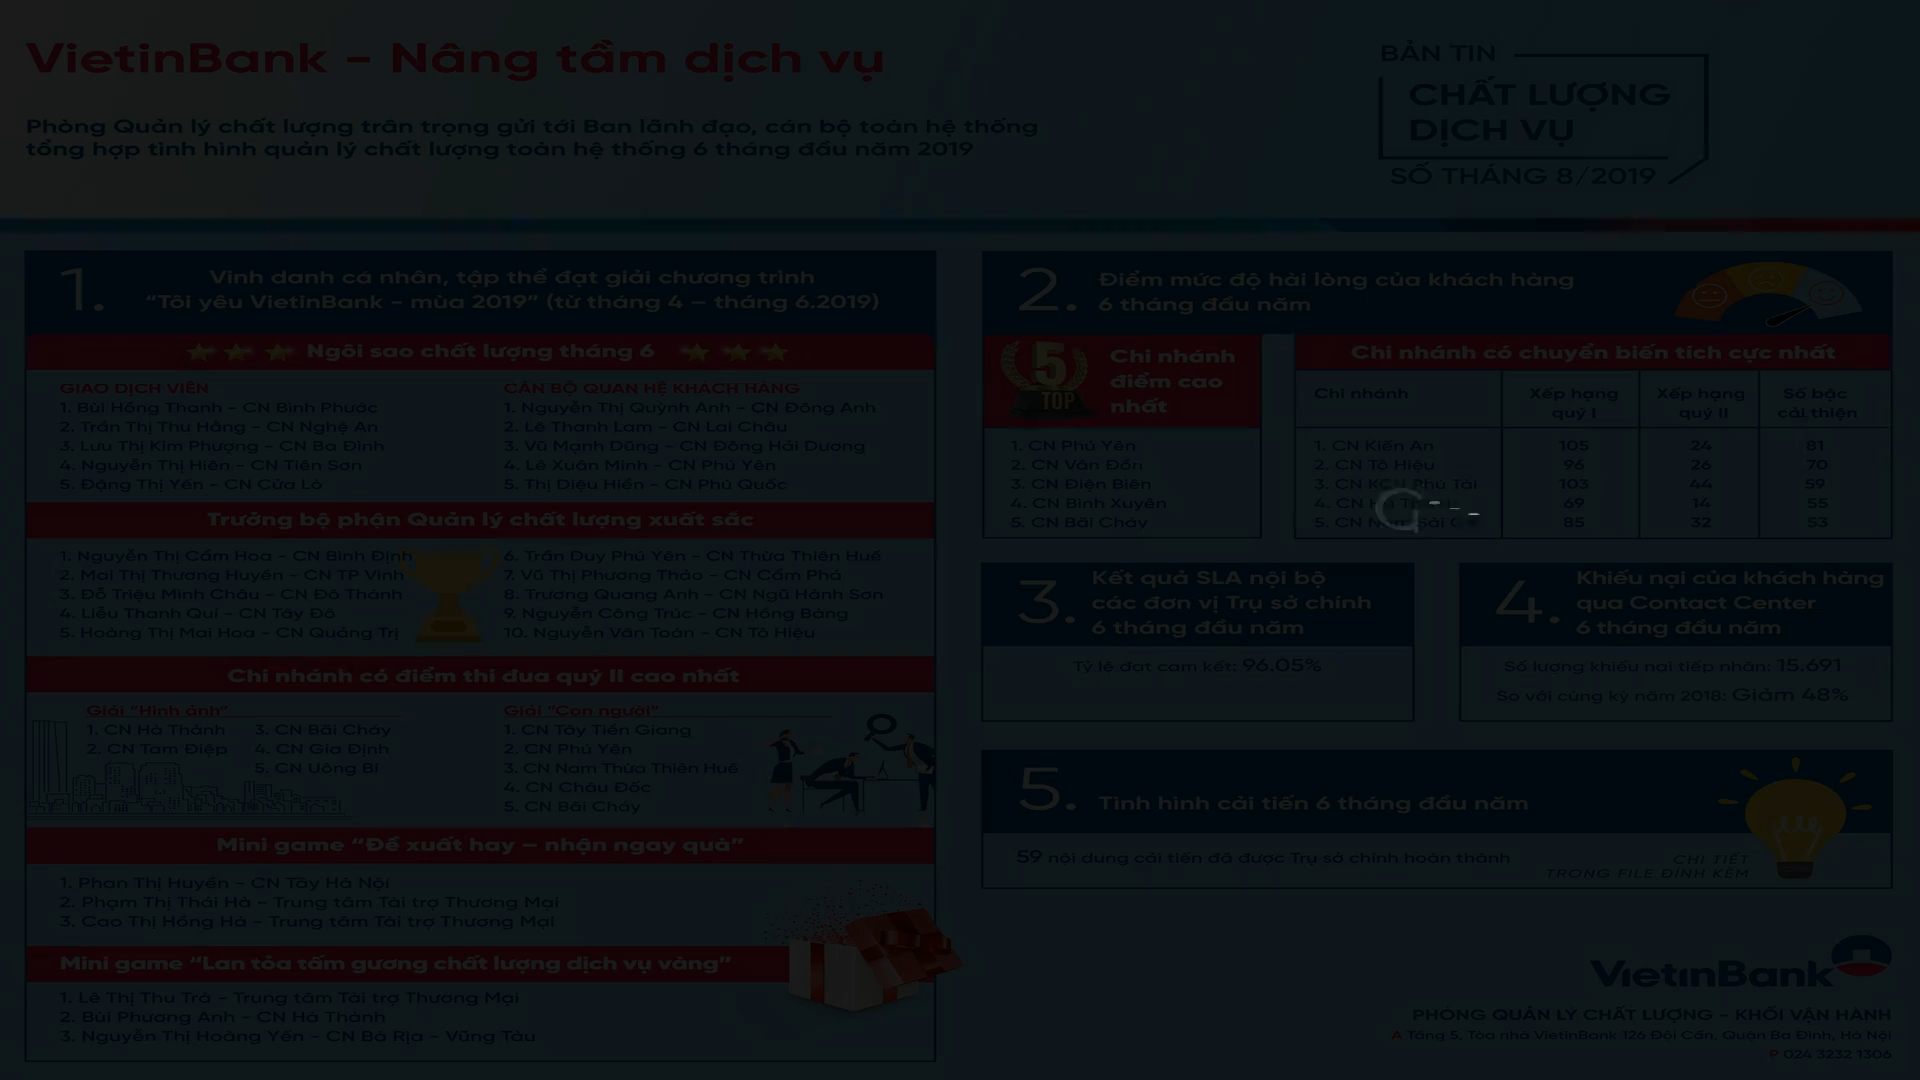 VietinBank - Nâng tầm dịch vụ
Phòng Quản lý chất lượng trân trọng gửi tới Ban lãnh đạo, cán bộ toàn hệ thống
tổng hợp tình hình quản lý chất lượng toàn hệ thống 6 tháng đầu năm 2019
BẢN TIN
CHẤT LƯỢNG
DỊCH VỤ
SỐ THÁNG 8/2019
1.
Vinh danh cá nhân, tập thể đạt giải chương trình
"Tôi yêu VietinBank - mùa 2019" (từ tháng 4 – tháng 6.2019)
Ngôi sao chất lượng tháng 6
GIAO DỊCH VIÊN
1. Bùi Hồng Thanh - CN Bình Phước
2. Trần Thị Thu Hằng - CN Nghệ An
3. Lưu Thị Kim Phượng - CN Ba Đình
4. Nguyễn Thị Hiên - CN Tiên Sơn
5. Đặng Thị Yến - CN Cửa Lò
CÁN BỘ QUAN HỆ KHÁCH HÀNG
1. Nguyễn Thị Quỳnh Anh - CN Đông Anh
2. Lê Thanh Lam - CN Lai Châu
3. Vũ Mạnh Dũng - CN Đông Hải Dương
4. Lê Xuân Minh - CN Phú Yên
5. Thị Diệu Hiền - CN Phú Quốc
Trưởng bộ phận Quản lý chất lượng xuất sắc
1. Nguyễn Thị Cẩm Hoa - CN Bình Định
2. Mai Thị Thương Huyền - CN TP Vinh
3. Đỗ Triệu Minh Châu - CN Đô Thành
4. Liễu Thanh Quí - CN Tây Đô
5. Hoàng Thị Mai Hoa - CN Quảng Trị
6. Trần Duy Phú Yên - CN Thừa Thiên Huế
7. Vũ Thị Phương Thảo - CN Cẩm Phả
8. Trương Quang Anh - CN Ngũ Hành Sơn
9. Nguyễn Công Trúc - CN Hồng Bàng
10. Nguyễn Văn Toản - CN Tô Hiệu
Chi nhánh có điểm thi đua quý II cao nhất
Giải "Hình ảnh"
1. CN Hà Thành
2. CN Tam Điệp
3. CN Bãi Cháy
4. CN Gia Định
5. CN Uông Bí
Giải "Con người"
1. CN Tây Tiền Giang
2. CN Phú Yên
3. CN Nam Thừa Thiên Huế
4. CN Châu Đốc
5. CN Bãi Cháy
Mini game "Đề xuất hay – nhận ngay quà"
1. Phan Thị Huyền - CN Tây Hà Nội
2. Phạm Thị Thái Hà - Trung tâm Tài trợ Thương Mại
3. Cao Thị Hồng Hà - Trung tâm Tài trợ Thương Mại
Mini game "Lan tỏa tấm gương chất lượng dịch vụ vàng"
1. Lê Thị Thu Trà - Trung tâm Tài trợ Thương Mại
2. Bùi Phương Anh - CN Hà Thành
3. Nguyễn Thị Hoàng Yến - CN Bà Rịa - Vũng Tàu
2.
Điểm mức độ hài lòng của khách hàng
6 tháng đầu năm
5
TOP
Chi nhánh
điểm cao
nhất
1. CN Phú Yên
2. CN Vân Đồn
3. CN Điện Biên
4. CN Bình Xuyên
5. CN Bãi Cháy
Chi nhánh có chuyển biến tích cực nhất
Chi nhánh Xếp hạng quý I Xếp hạng quý II Số bậc cải thiện
1. CN Kiến An 105 24 81
2. CN Tô Hiệu 96 26 70
3. CN KCN Phú Tài 103 44 59
4. CN 69 14 55
5. CN 85 32 53
3.
Kết quả SLA nội bộ
các đơn vị Trụ sở chính
6 tháng đầu năm
Tỷ lệ đạt cam kết: 96.05%
4.
Khiếu nại của khách hàng
qua Contact Center
6 tháng đầu năm
Số lượng khiếu nại tiếp nhận: 15.691
So với cùng kỳ năm 2018: Giảm 48%
5.
Tình hình cải tiến 6 tháng đầu năm
59 nội dung cải tiến đã được Trụ sở chính hoàn thành
CHI TIẾT
TRONG FILE ĐÍNH KÈM
VietinBank
PHÒNG QUẢN LÝ CHẤT LƯỢNG - KHỐI VẬN HÀNH
A Tầng 5, Tòa nhà VietinBank 126 Đội Cấn, Quận Ba Đình, Hà Nội
P 024 3232 1306